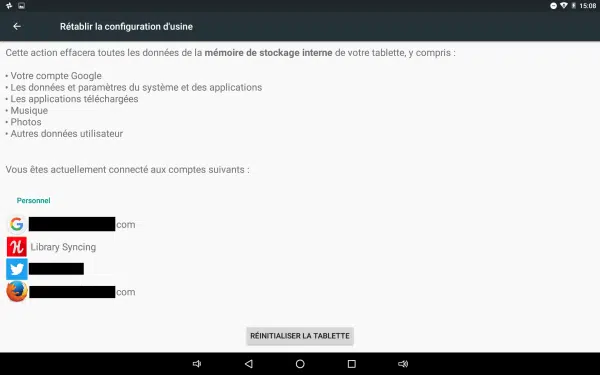 15:08
Rétablir la configuration d'usine
Cette action effacera toutes les données de la mémoire de stockage interne de votre tablette, y compris :
• Votre compte Google
• Les données et paramètres du système et des applications
• Les applications téléchargées
• Musique
• Photos
• Autres données utilisateur
Vous êtes actuellement connecté aux comptes suivants :
Personnel
G com
H Library Syncing
com
RÉINITIALISER LA TABLETTE